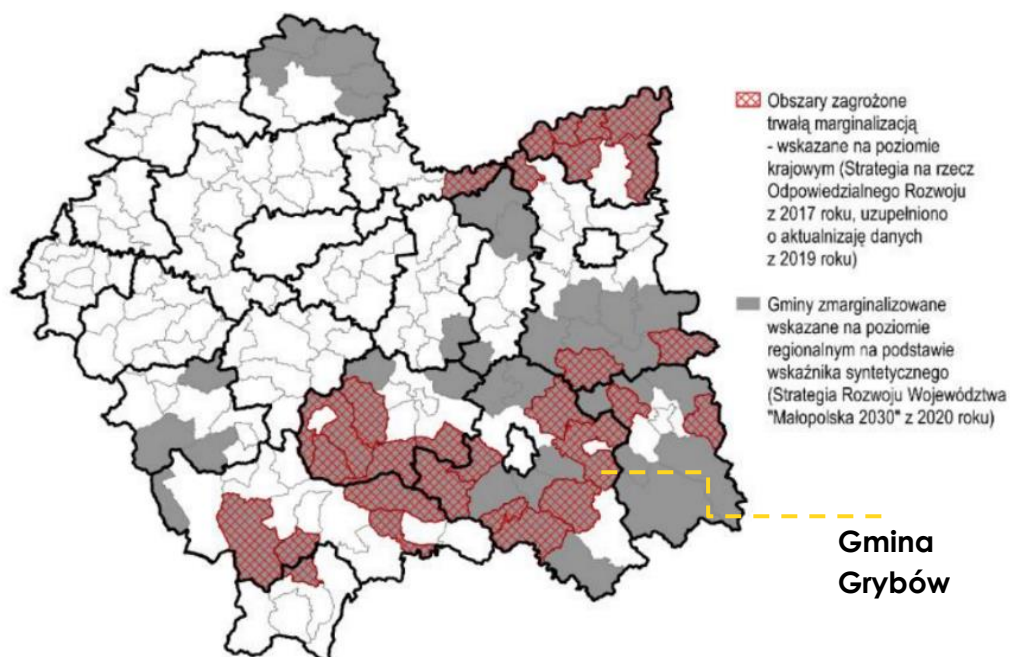 Obszary zagrożone
trwałą marginalizacją
- wskazane na poziomie
krajowym (Strategia na rzecz
Odpowiedzialnego Rozwoju
z 2017 roku, uzupełniono
o aktualnizaję danych
z 2019 roku)
Gminy zmarginalizowane
wskazane na poziomie
regionalnym na podstawie
wskaźnika syntetycznego
(Strategia Rozwoju Województwa
"Małopolska 2030" z 2020 roku)
Gmina
Grybów